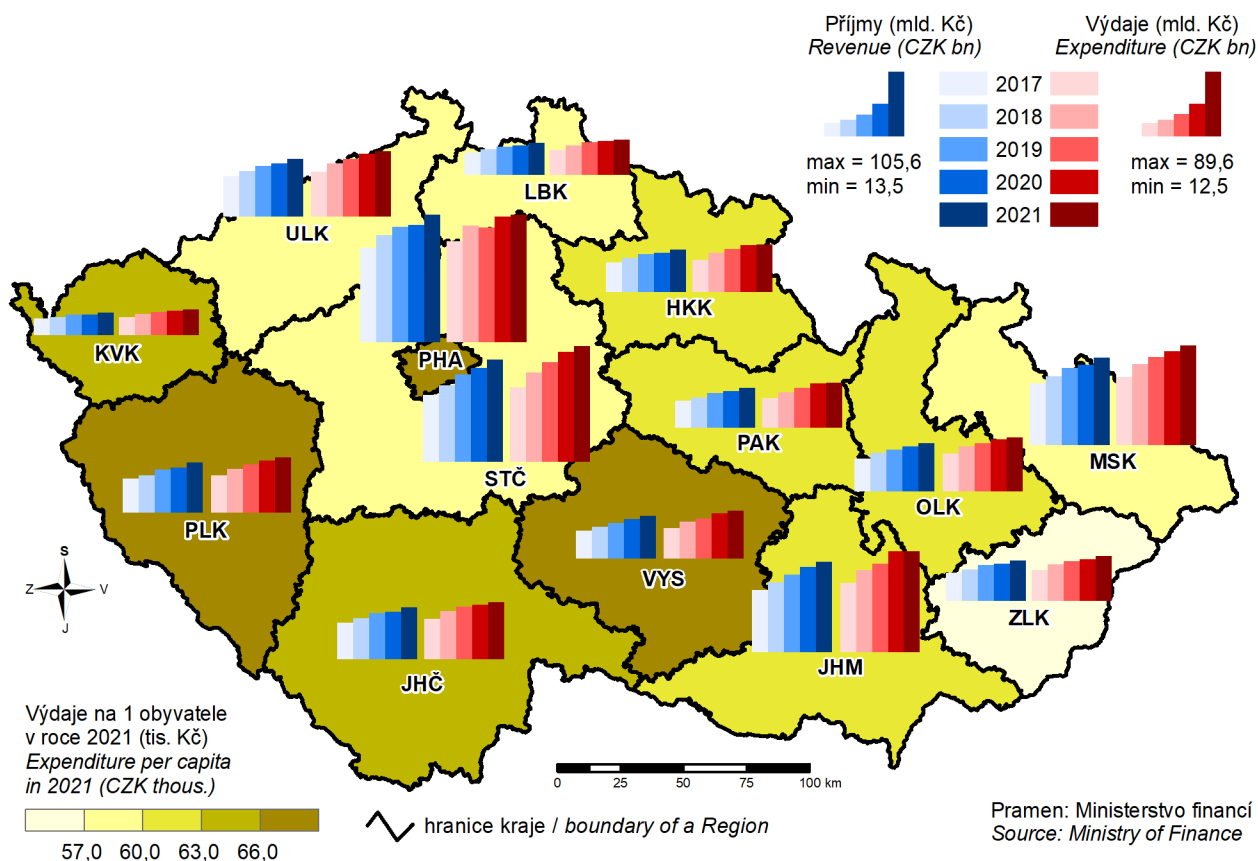 Příjmy (mld. Kč)
Revenue (CZK bn)
Výdaje (mld. Kč)
Expenditure (CZK bn)
2017
2018
2019
2020
2021
max = 105,6
min = 13,5
max = 89,6
min = 12,5
LBK
ULK
HKK
KVK
PHA
PAK
MSK
STČ
OLK
PLK
VYS
ZLK
JHM
JHČ
S
Z V
J
Výdaje na 1 obyvatele
v roce 2021 (tis. Kč)
Expenditure per capita
in 2021 (CZK thous.)
57,0 60,0 63,0 66,0
hranice kraje / boundary of a Region
0 25 50 75 100 km
Pramen: Ministerstvo financí
Source: Ministry of Finance